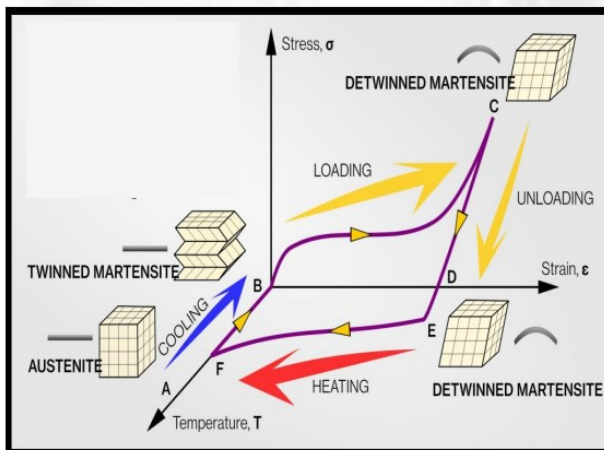 Stress, σ
DETWINNED MARTENSITE
C
LOADING
UNLOADING
TWINNED MARTENSITE
B
D
Strain, ε
COOLING
E
AUSTENITE
A
F
HEATING
DETWINNED MARTENSITE
Temperature, T